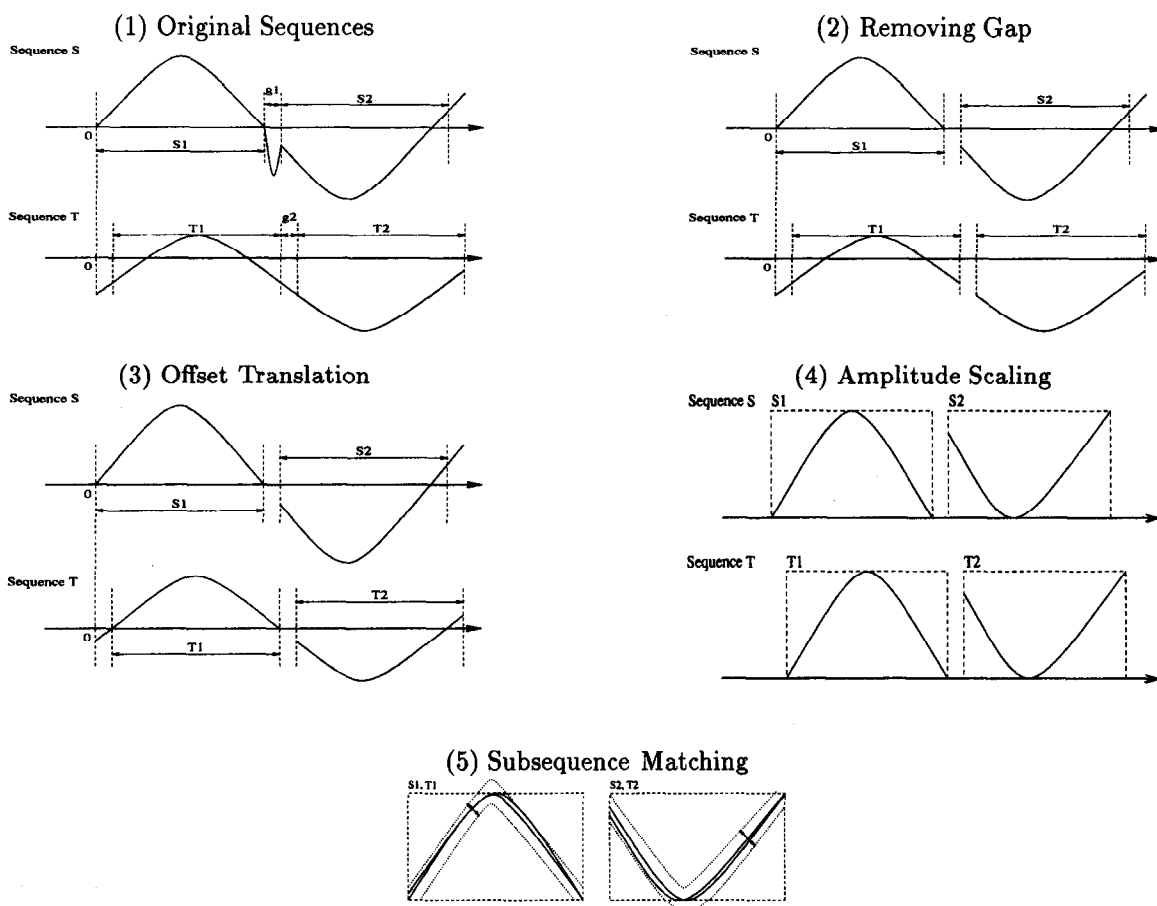 (1) Original Sequences
Sequence S
g1
S2
0
S1
Sequence T
T1
g2
T2
0
(2) Removing Gap
Sequence S
S2
0
S1
Sequence T
T1
T2
0
(3) Offset Translation
Sequence S
S2
0
S1
Sequence T
T2
0
T1
(4) Amplitude Scaling
Sequence S
S1
S2
Sequence T
T1
T2
(5) Subsequence Matching
S1, T1
S2, T2